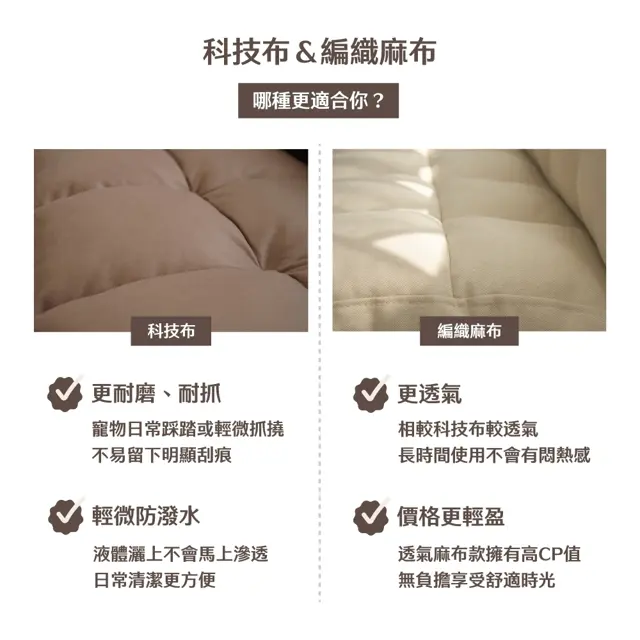 科技布＆編織麻布
哪種更適合你？
科技布
更耐磨、耐抓
寵物日常踩踏或輕微抓撓
不易留下明顯刮痕
輕微防潑水
液體灑上不會馬上滲透
日常清潔更方便
編織麻布
更透氣
相較科技布較透氣
長時間使用不會有悶熱感
價格更輕盈
透氣麻布款擁有高CP值
無負擔享受舒適時光